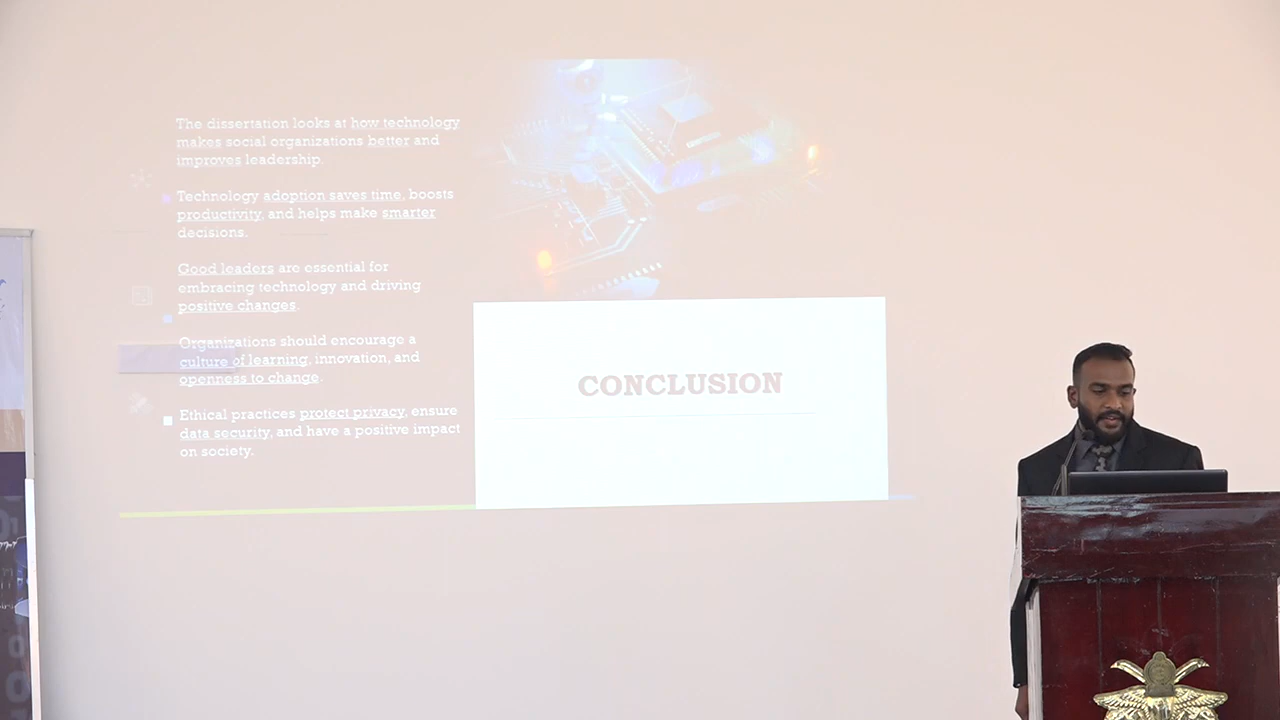 The dissertation looks at how technology
makes social organizations better and
improves leadership.
Technology adoption saves time, boosts
productivity, and helps make smarter
decisions.
Good leaders are essential for
embracing technology and driving
positive changes.
Organizations should encourage a
culture of learning, innovation, and
openness to change.
Ethical practices protect privacy, ensure
data security, and have a positive impact
on society.
CONCLUSION